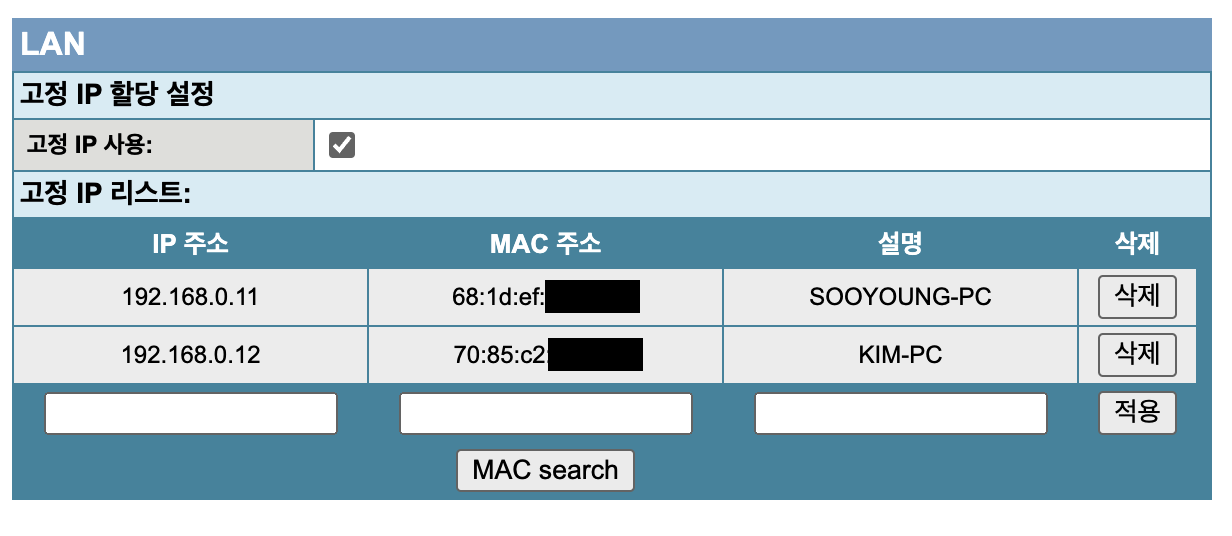 LAN
고정 IP 할당 설정
고정 IP 사용:
고정 IP 리스트:
IP 주소 MAC 주소 설명 삭제
192.168.0.11 68:1d:ef: SOOYOUNG-PC 삭제
192.168.0.12 70:85:c2: KIM-PC 삭제
적용
MAC search